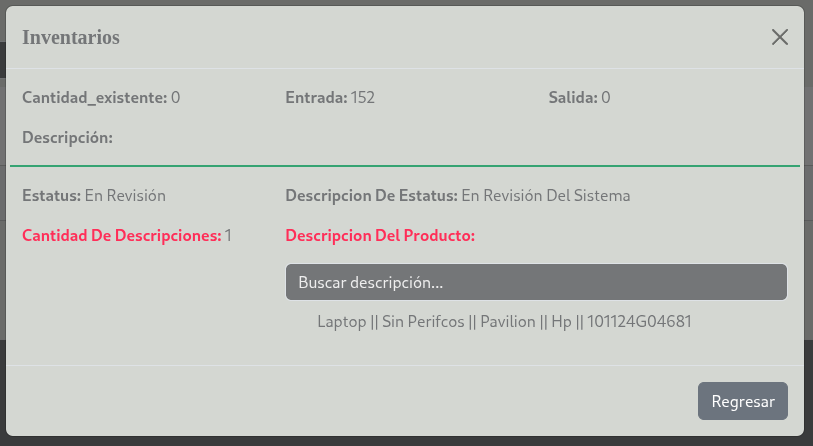 Inventarios
Cantidad_existente: 0 Entrada: 152 Salida: 0
Descripción:
Estatus: En Revisión Descripcion De Estatus: En Revisión Del Sistema
Cantidad De Descripciones: 1 Descripcion Del Producto:
Buscar descripción...
Laptop || Sin Perifcos || Pavilion || Hp || 101124G04681
Regresar